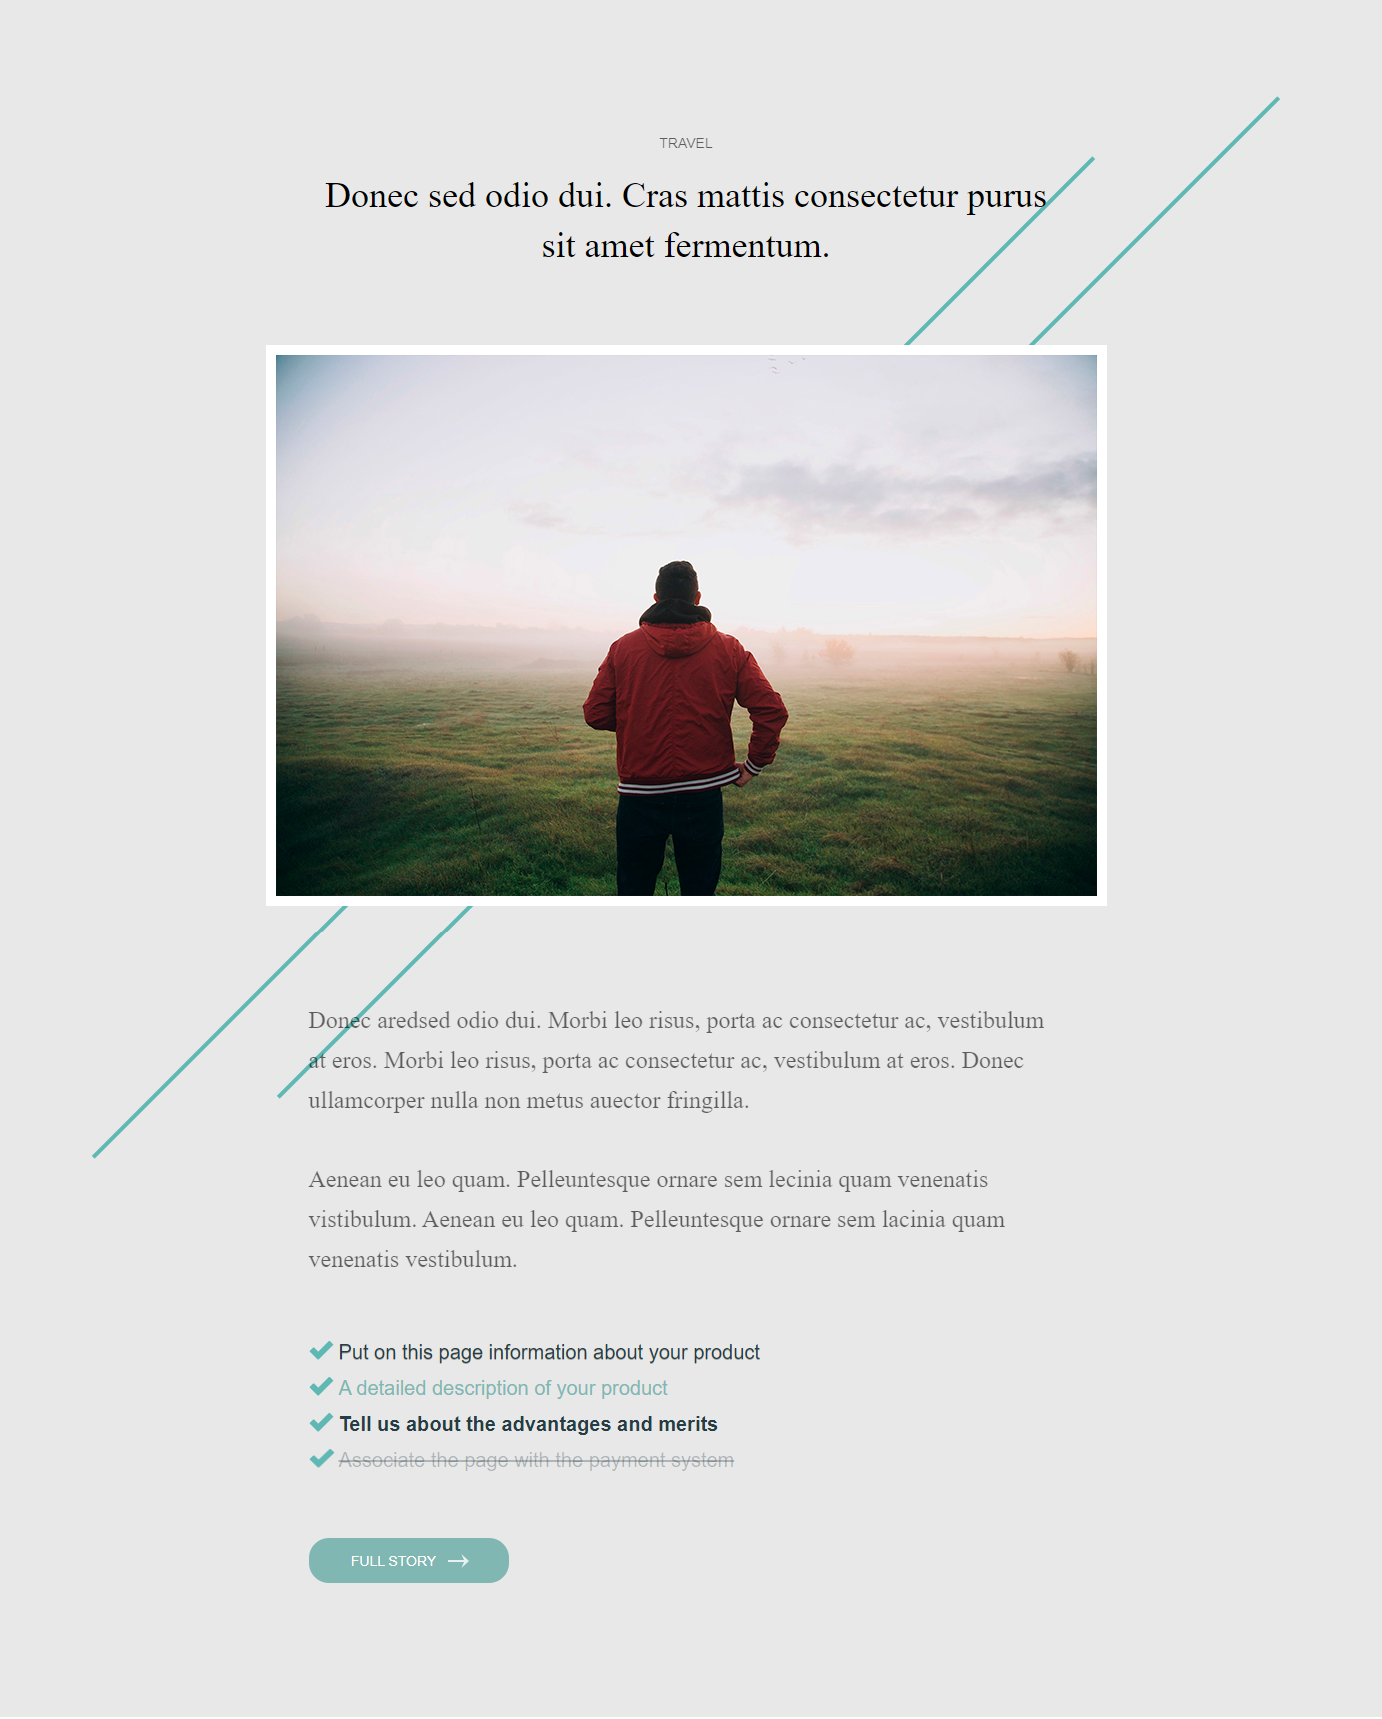 TRAVEL
Donec sed odio dui. Cras mattis consectetur purus
sit amet fermentum.
Donec aredsed odio dui. Morbi leo risus, porta ac consectetur ac, vestibulum
at eros. Morbi leo risus, porta ac consectetur ac, vestibulum at eros. Donec
ullamcorper nulla non metus auector fringilla.
Aenean eu leo quam. Pelleuntesque ornare sem lecinia quam venenatis
vistibulum. Aenean eu leo quam. Pelleuntesque ornare sem lacinia quam
venenatis vestibulum.
Put on this page information about your product
A detailed description of your product
Tell us about the advantages and merits
Associate the page with the payment system
FULL STORY